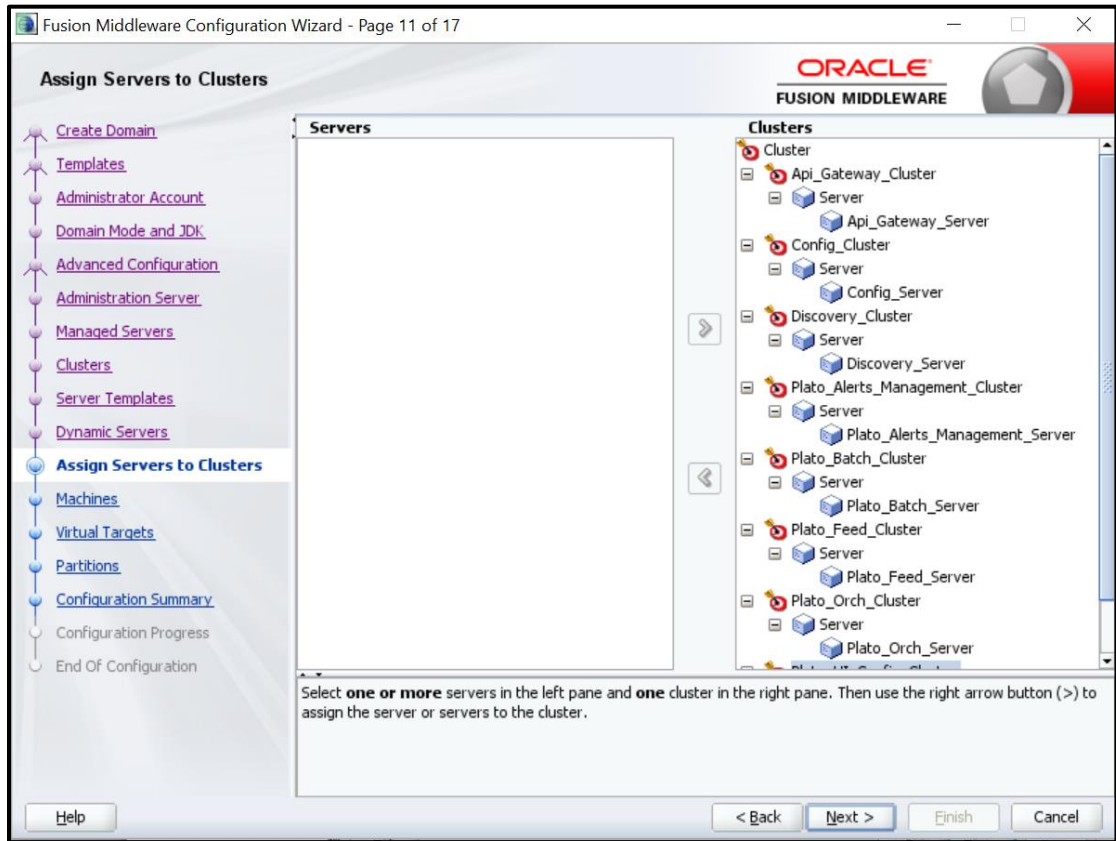 Fusion Middleware Configuration Wizard - Page 11 of 17
Assign Servers to Clusters
ORACLE
FUSION MIDDLEWARE
Create Domain
Templates
Administrator Account
Domain Mode and JDK
Advanced Configuration
Administration Server
Managed Servers
Clusters
Server Templates
Dynamic Servers
Assign Servers to Clusters
Machines
Virtual Targets
Partitions
Configuration Summary
Configuration Progress
End Of Configuration
Servers
Clusters
Cluster
Api_Gateway_Cluster
Server
Api_Gateway_Server
Config_Cluster
Server
Config_Server
Discovery_Cluster
Server
Discovery_Server
Plato_Alerts_Management_Cluster
Server
Plato_Alerts_Management_Server
Plato_Batch_Cluster
Server
Plato_Batch_Server
Plato_Feed_Cluster
Server
Plato_Feed_Server
Plato_Orch_Cluster
Server
Plato_Orch_Server
Select one or more servers in the left pane and one cluster in the right pane. Then use the right arrow button (>) to
assign the server or servers to the cluster.
Help
< Back
Next >
Finish
Cancel